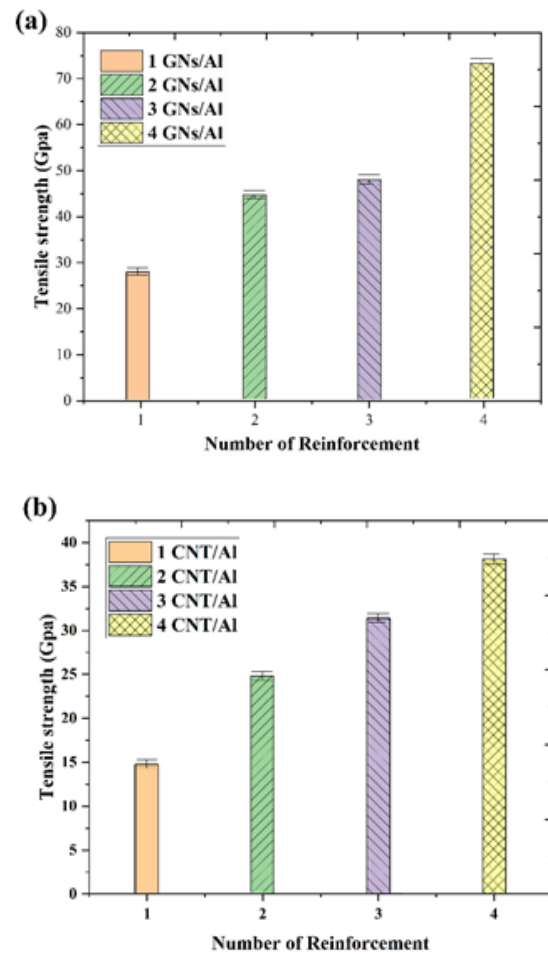 (a)
80
70
60
50
40
30
20
10
0
Tensile strength (Gpa)
1 GNs/Al
2 GNs/Al
3 GNs/Al
4 GNs/Al
1 2 3 4
Number of Reinforcement
(b)
40
35
30
25
20
15
10
5
0
Tensile strength (Gpa)
1 CNT/Al
2 CNT/Al
3 CNT/Al
4 CNT/Al
1 2 3 4
Number of Reinforcement